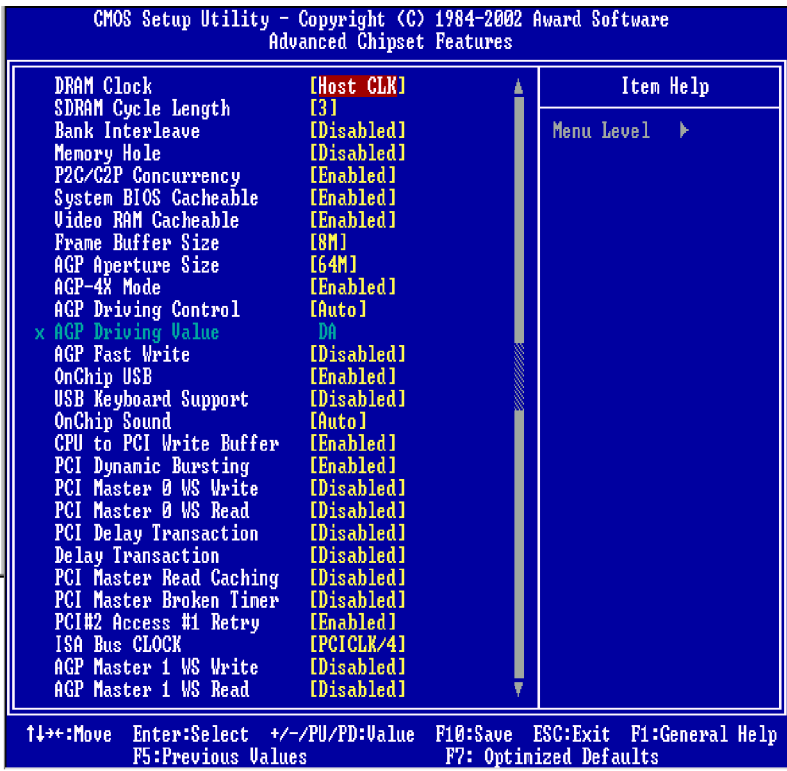 CMOS Setup Utility - Copyright (C) 1984-2002 Award Software
Advanced Chipset Features
DRAM Clock [Host CLK]
SDRAM Cycle Length [3]
Bank Interleave [Disabled]
Memory Hole [Disabled]
P2C/C2P Concurrency [Enabled]
System BIOS Cacheable [Enabled]
Video RAM Cacheable [Enabled]
Frame Buffer Size [8M]
AGP Aperture Size [64M]
AGP-4X Mode [Enabled]
AGP Driving Control [Auto]
x AGP Driving Value DA
AGP Fast Write [Disabled]
OnChip USB [Enabled]
USB Keyboard Support [Disabled]
OnChip Sound [Auto]
CPU to PCI Write Buffer [Enabled]
PCI Dynamic Bursting [Enabled]
PCI Master 0 WS Write [Disabled]
PCI Master 0 WS Read [Disabled]
PCI Delay Transaction [Disabled]
Delay Transaction [Disabled]
PCI Master Read Caching [Disabled]
PCI Master Broken Timer [Disabled]
PCI#2 Access #1 Retry [Enabled]
ISA Bus CLOCK [PCICLK/4]
AGP Master 1 WS Write [Disabled]
AGP Master 1 WS Read [Disabled]
Item Help
Menu Level ▶
↑↓→←:Move Enter:Select +/-/PU/PD:Value F10:Save ESC:Exit F1:General Help
F5:Previous Values F7: Optimized Defaults